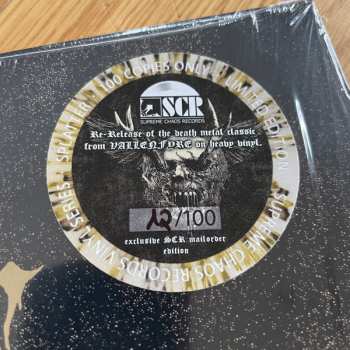 SPLATTER - 100 COPIES ONLY - LIMITED EDITION - SUPREME CHAOS RECORDS VINYL SERIES -
SCR
SUPREME CHAOS RECORDS
Re-Release of the death metal classic
from VALLENFYRE on heavy vinyl.
12/100
exclusive SCR mailorder
edition